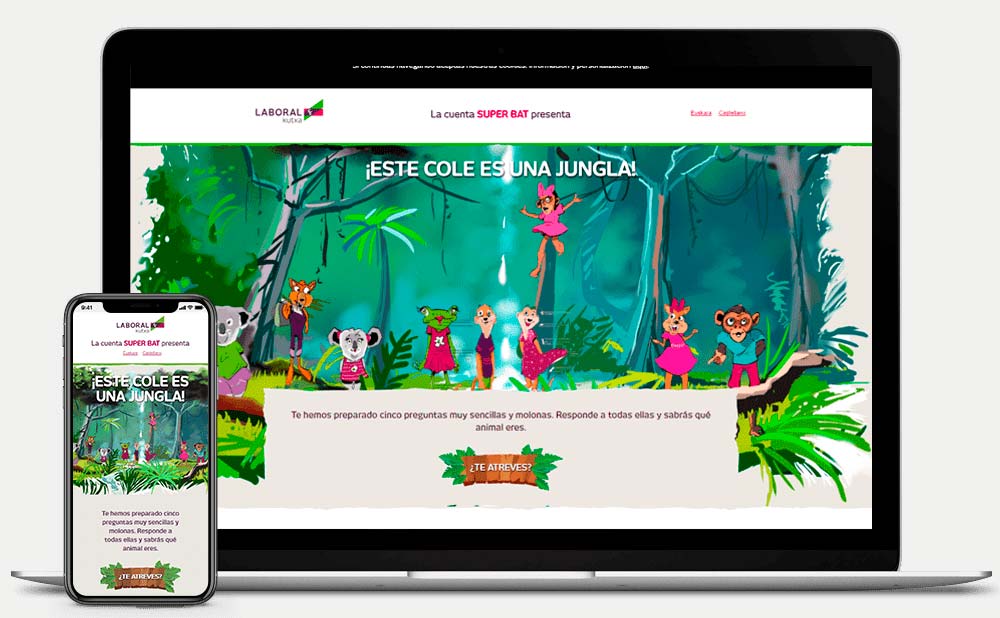 Si continuas navegando aceptas nuestras cookies. Información y personalización
LABORAL
kutxa
La cuenta SUPER BAT presenta
Euskara Castellano
¡ESTE COLE ES UNA JUNGLA!
Te hemos preparado cinco preguntas muy sencillas y molonas. Responde a todas ellas y sabrás qué
animal eres.
¿TE ATREVES?
9:41
LABORAL
kutxa
La cuenta SUPER BAT presenta
Euskara Castellano
¡ESTE COLE ES
UNA JUNGLA!
Te hemos preparado cinco
preguntas muy sencillas y
molonas. Responde a
todas ellas y sabrás qué
animal eres.
¿TE ATREVES?